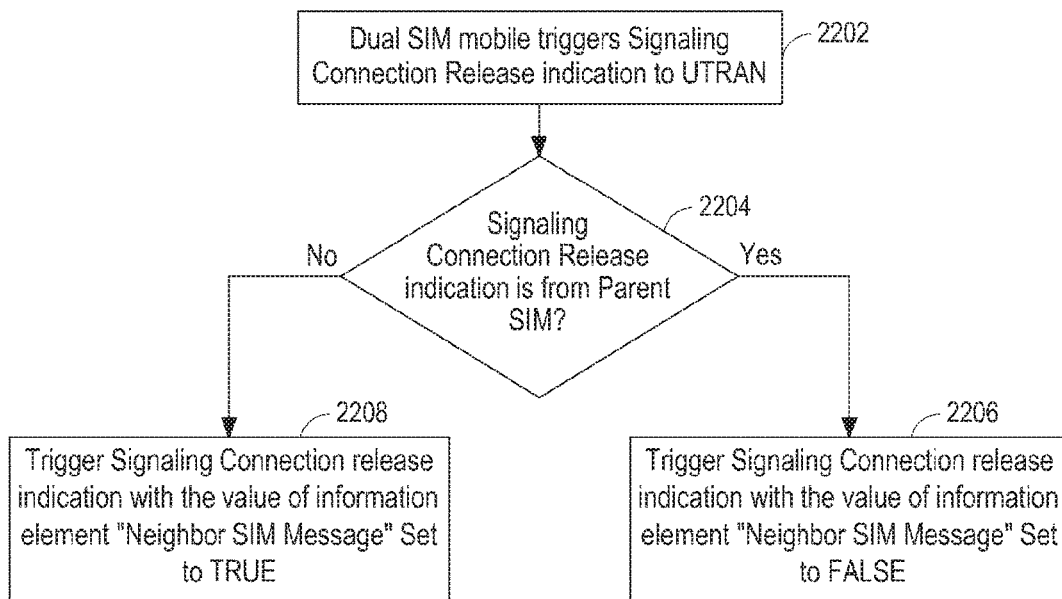 Dual SIM mobile triggers Signaling
Connection Release indication to UTRAN
2202
2204
Signaling
Connection Release
indication is from Parent
SIM?
No
Yes
2208
2206
Trigger Signaling Connection release
indication with the value of information
element "Neighbor SIM Message" Set
to TRUE
Trigger Signaling Connection release
indication with the value of information
element "Neighbor SIM Message" Set
to FALSE